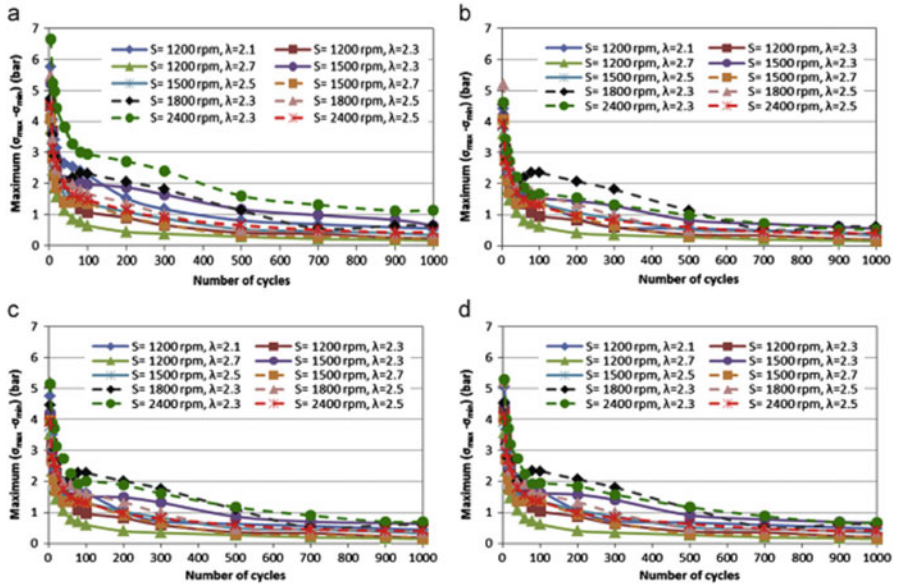 a
Maximum (σmax -σmin) (bar)
7
6
5
4
3
2
1
0
S= 1200 rpm, λ=2.1
S= 1200 rpm, λ=2.3
S= 1200 rpm, λ=2.7
S= 1500 rpm, λ=2.3
S= 1500 rpm, λ=2.5
S= 1500 rpm, λ=2.7
S= 1800 rpm, λ=2.3
S= 1800 rpm, λ=2.5
S= 2400 rpm, λ=2.3
S= 2400 rpm, λ=2.5
0 100 200 300 400 500 600 700 800 900 1000
Number of cycles
b
Maximum (σmax -σmin) (bar)
7
6
5
4
3
2
1
0
S= 1200 rpm, λ=2.1
S= 1200 rpm, λ=2.3
S= 1200 rpm, λ=2.7
S= 1500 rpm, λ=2.3
S= 1500 rpm, λ=2.5
S= 1500 rpm, λ=2.7
S= 1800 rpm, λ=2.3
S= 1800 rpm, λ=2.5
S= 2400 rpm, λ=2.3
S= 2400 rpm, λ=2.5
0 100 200 300 400 500 600 700 800 900 1000
Number of cycles
c
Maximum (σmax -σmin) (bar)
7
6
5
4
3
2
1
0
S= 1200 rpm, λ=2.1
S= 1200 rpm, λ=2.3
S= 1200 rpm, λ=2.7
S= 1500 rpm, λ=2.3
S= 1500 rpm, λ=2.5
S= 1500 rpm, λ=2.7
S= 1800 rpm, λ=2.3
S= 1800 rpm, λ=2.5
S= 2400 rpm, λ=2.3
S= 2400 rpm, λ=2.5
0 100 200 300 400 500 600 700 800 900 1000
Number of cycles
d
Maximum (σmax -σmin) (bar)
7
6
5
4
3
2
1
0
S= 1200 rpm, λ=2.1
S= 1200 rpm, λ=2.3
S= 1200 rpm, λ=2.7
S= 1500 rpm, λ=2.3
S= 1500 rpm, λ=2.5
S= 1500 rpm, λ=2.7
S= 1800 rpm, λ=2.3
S= 1800 rpm, λ=2.5
S= 2400 rpm, λ=2.3
S= 2400 rpm, λ=2.5
0 100 200 300 400 500 600 700 800 900 1000
Number of cycles